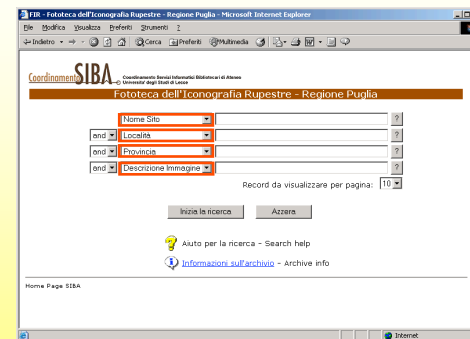 FIR - Fototeca dell'Iconografia Rupestre - Regione Puglia - Microsoft Internet Explorer
File Modifica Visualizza Preferiti Strumenti ?
Indietro Cerca Preferiti Multimedia
Coordinamento SIBA
Coordinamento Servizi Informatici Bibliotecari di Ateneo
Universita' degli Studi di Lecce
Fototeca dell'Iconografia Rupestre - Regione Puglia
Nome Sito ?
and Località ?
and Provincia ?
and Descrizione Immagine ?
Record da visualizzare per pagina: 10
Inizia la ricerca Azzera
? Aiuto per la ricerca - Search help
i Informazioni sull'archivio - Archive info
Home Page SIBA
Internet